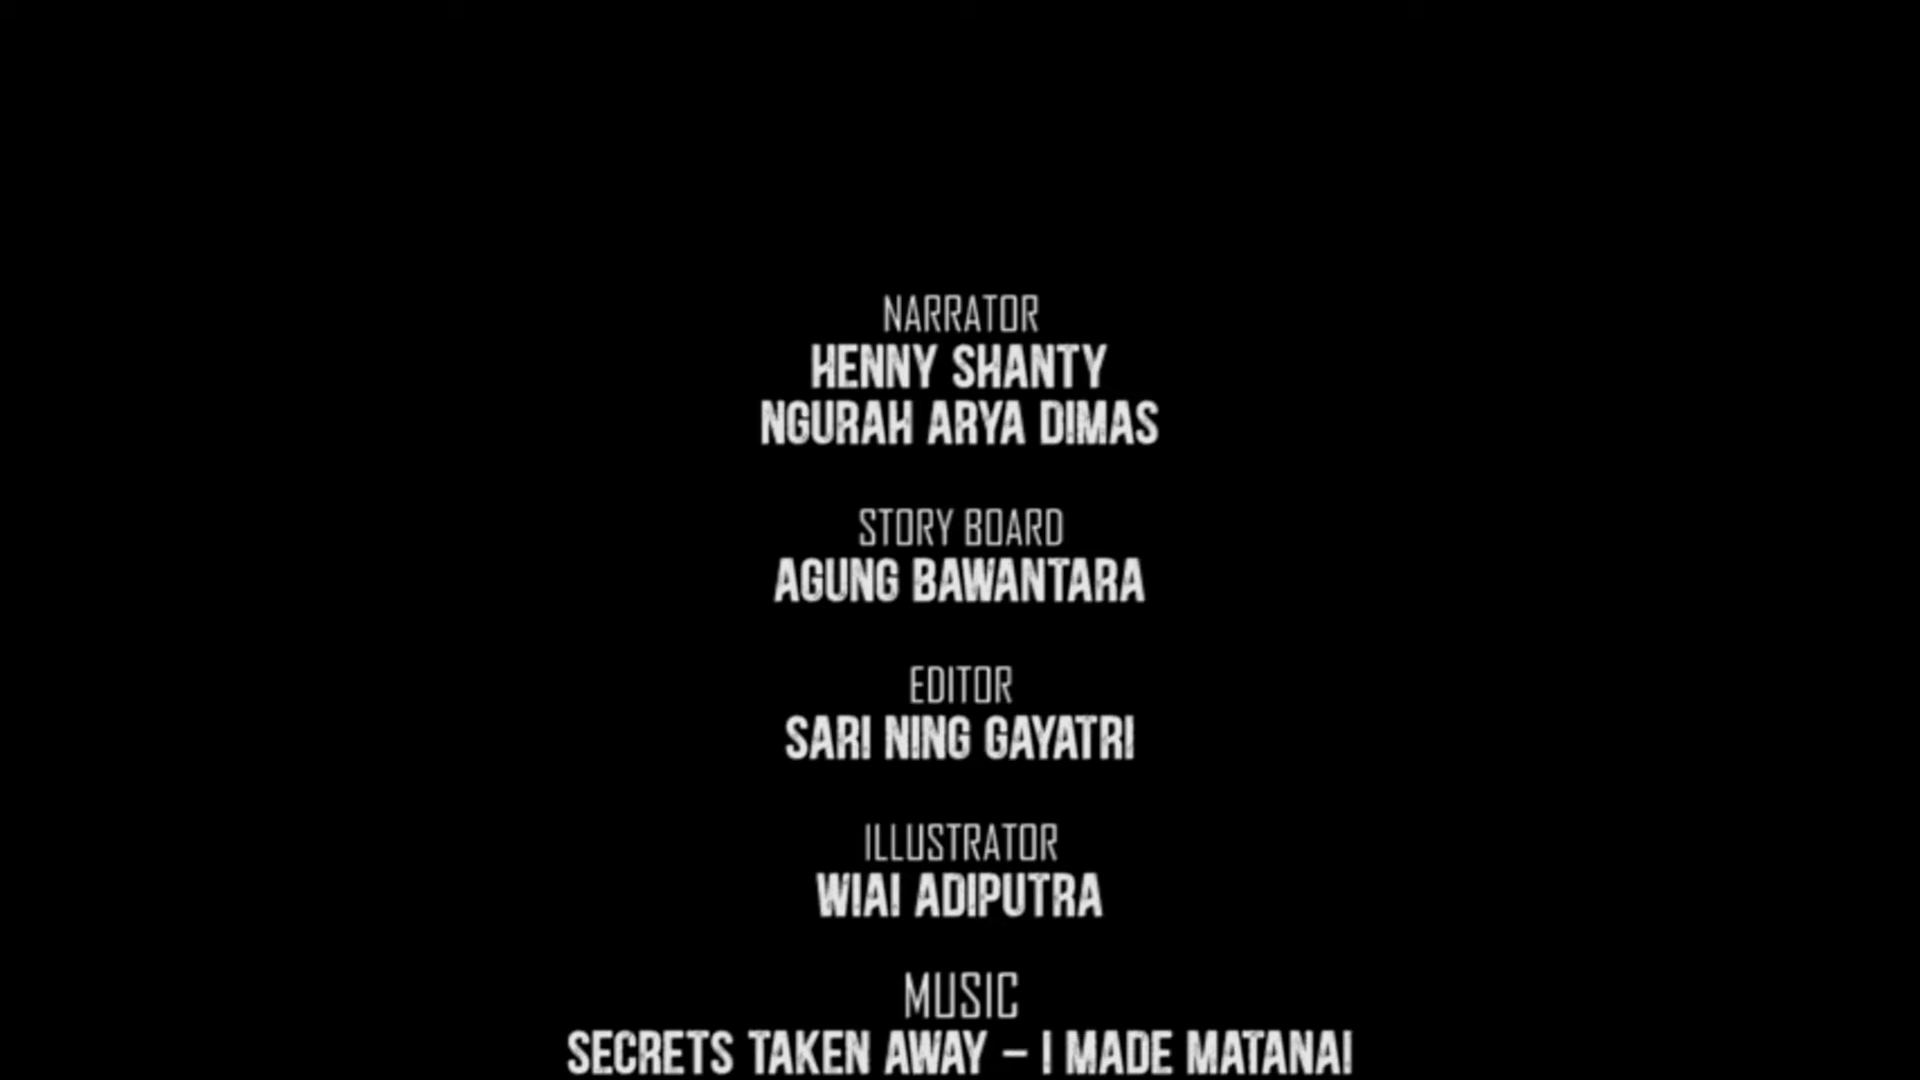 NARRATOR
HENNY SHANTY
NGURAH ARYA DIMAS
STORY BOARD
AGUNG BAWANTARA
EDITOR
SARI NING GAYATRI
ILLUSTRATOR
WIAI ADIPUTRA
MUSIC
SECRETS TAKEN AWAY – I MADE MATANAI